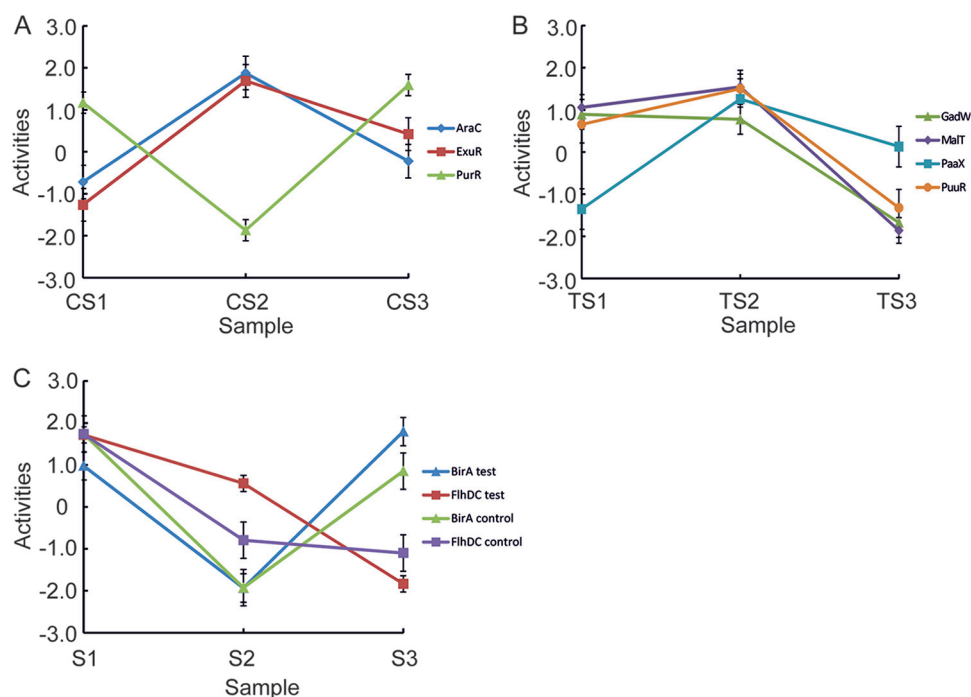 A
3.0
2.0
1.0
0
-1.0
-2.0
-3.0
Activities
CS1 CS2 CS3
Sample
AraC
ExuR
PurR
B
3.0
2.0
1.0
0
-1.0
-2.0
-3.0
Activities
TS1 TS2 TS3
Sample
GadW
MalT
PaaX
PuuR
C
3.0
2.0
1.0
0
-1.0
-2.0
-3.0
Activities
S1 S2 S3
Sample
BirA test
FlhDC test
BirA control
FlhDC control